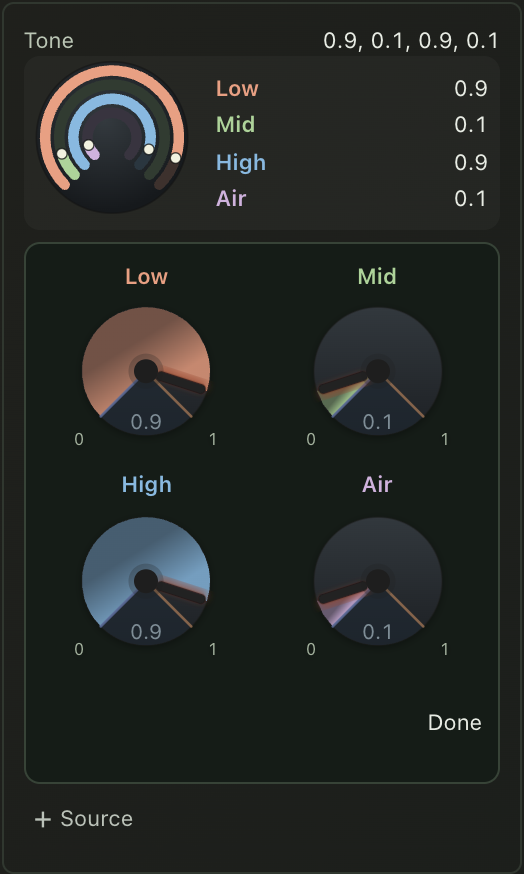 Tone 0.9, 0.1, 0.9, 0.1
Low 0.9
Mid 0.1
High 0.9
Air 0.1
Low Mid
0.9 0.1
0 1 0 1
High Air
0.9 0.1
0 1 0 1
Done
+ Source